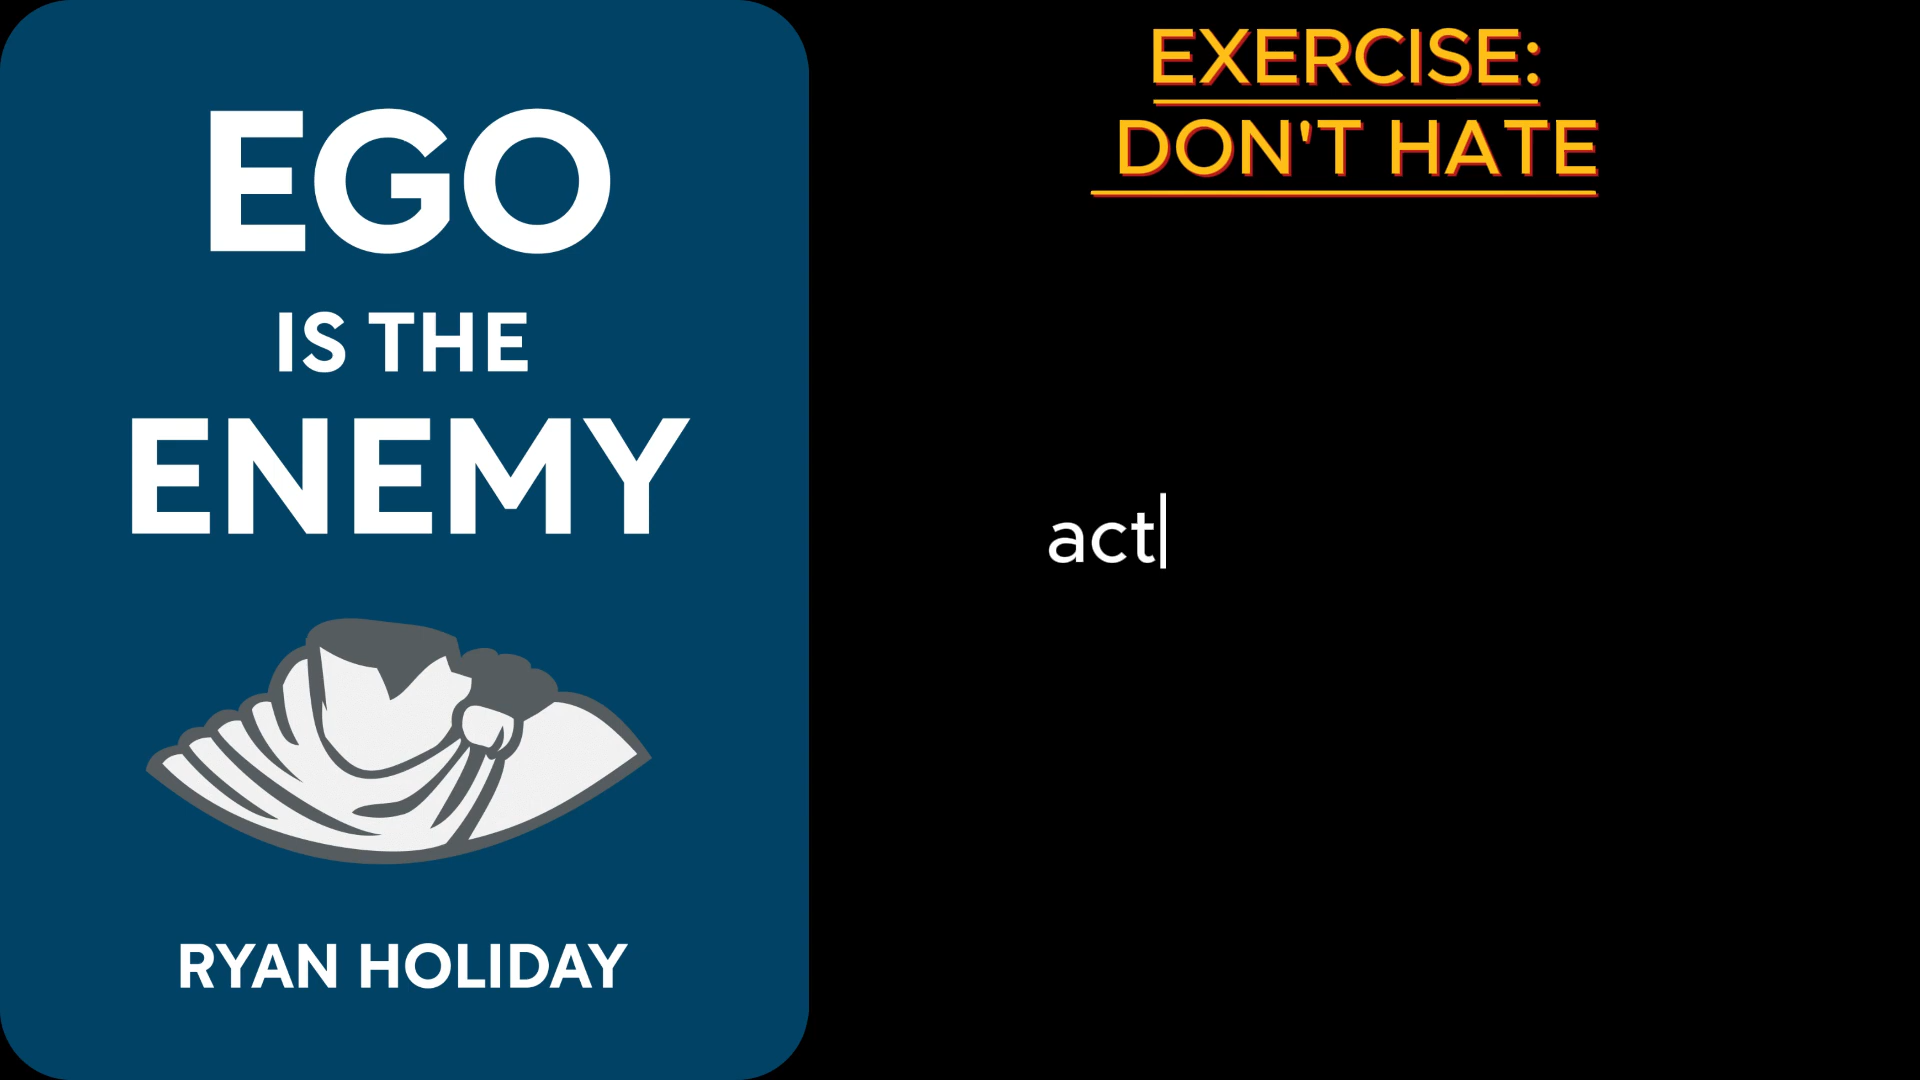 EGO
IS THE
ENEMY
RYAN HOLIDAY
EXERCISE:
DON'T HATE
act